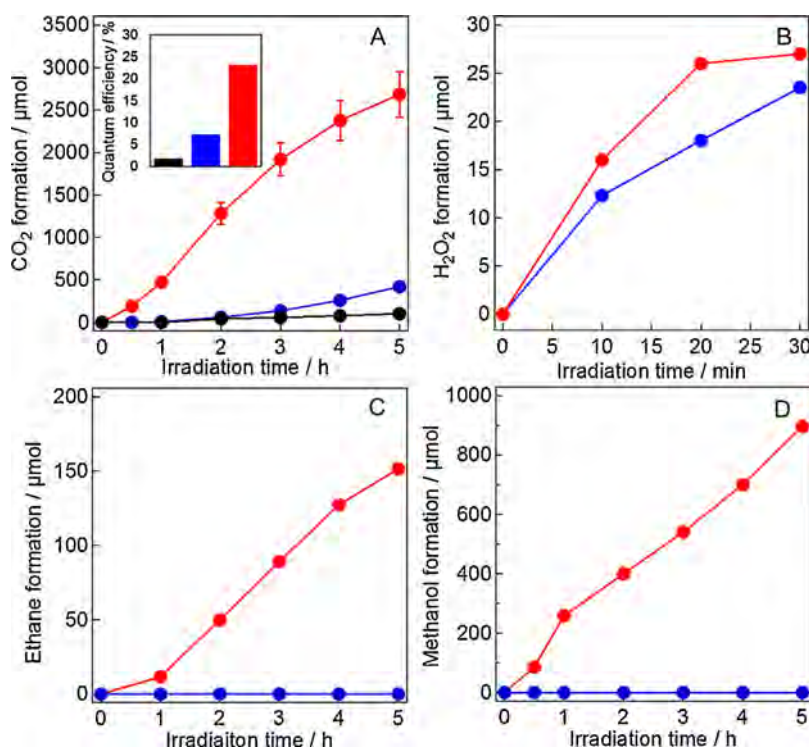 A
CO₂ formation / μmol
3500
3000
2500
2000
1500
1000
500
0
Quantum efficiency / %
30
25
20
15
10
5
0
0 1 2 3 4 5
Irradiation time / h
B
H₂O₂ formation / μmol
30
25
20
15
10
5
0
0 10 20 30
Irradiation time / min
C
Ethane formation / μmol
200
150
100
50
0
0 1 2 3 4 5
Irradiaiton time / h
D
Methanol formation / μmol
1000
800
600
400
200
0
0 1 2 3 4 5
Irradiation time / h